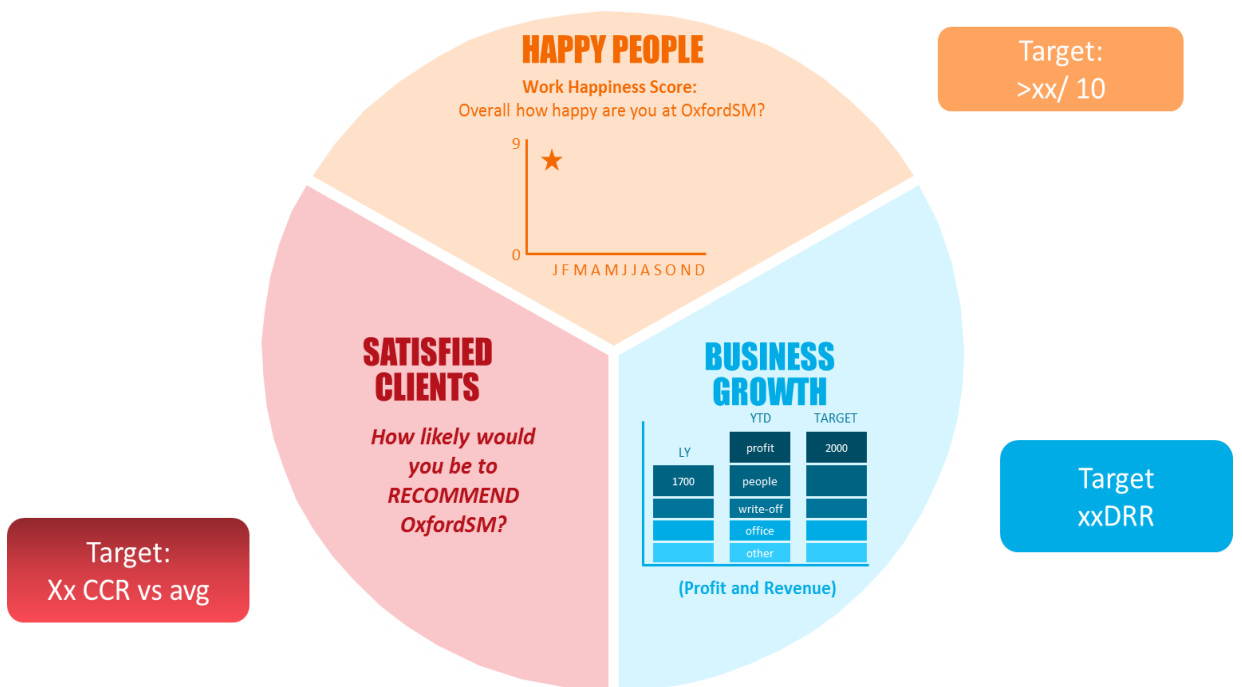 HAPPY PEOPLE
Work Happiness Score:
Overall how happy are you at OxfordSM?
9
0
J F M A M J J A S O N D
Target:
>xx/ 10
SATISFIED
CLIENTS
How likely would
you be to
RECOMMEND
OxfordSM?
Target:
Xx CCR vs avg
BUSINESS
GROWTH
LY
YTD
TARGET
1700
profit
2000
people
write-off
office
other
(Profit and Revenue)
Target
xxDRR